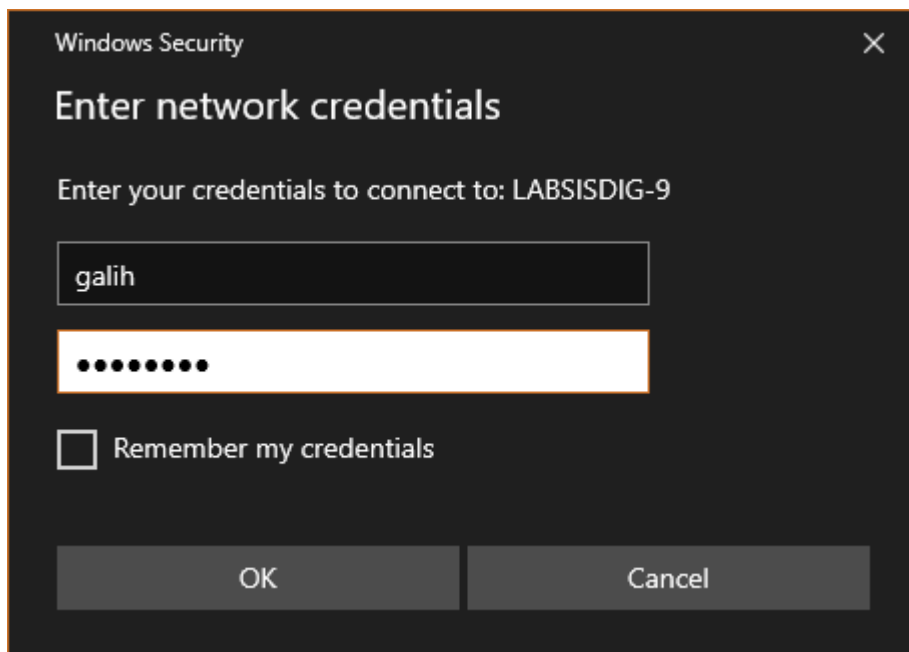 Windows Security
Enter network credentials
Enter your credentials to connect to: LABSISDIG-9
galih
••••••••
Remember my credentials
OK
Cancel